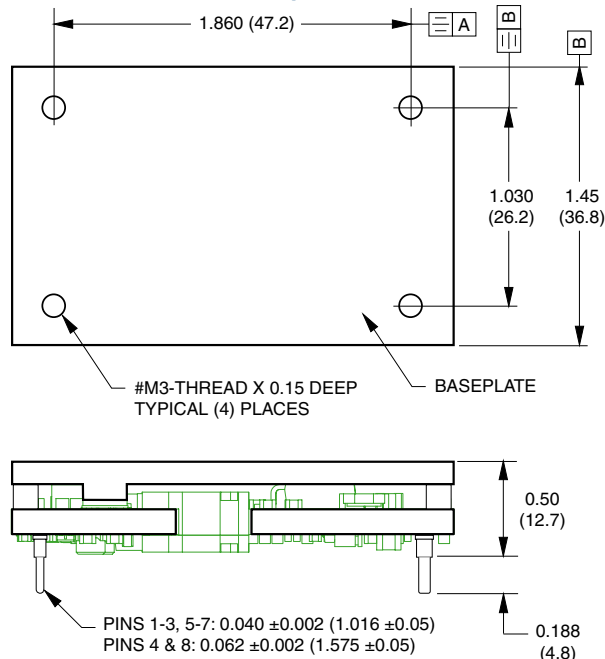 1.860 (47.2)
A
B
B
1.030
(26.2)
1.45
(36.8)
#M3-THREAD X 0.15 DEEP
TYPICAL (4) PLACES
BASEPLATE
0.50
(12.7)
PINS 1-3, 5-7: 0.040 ±0.002 (1.016 ±0.05)
PINS 4 & 8: 0.062 ±0.002 (1.575 ±0.05)
0.188
(4.8)